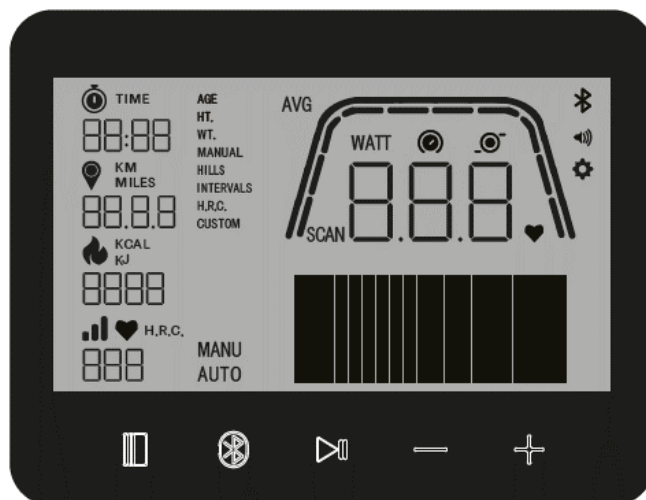 TIME
88:88
KM
MILES
88.8.8
KCAL
KJ
8888
H.R.C.
888
AGE
HT.
WT.
MANUAL
HILLS
INTERVALS
H.R.C.
CUSTOM
MANU
AUTO
AVG
WATT
8.8.8
SCAN